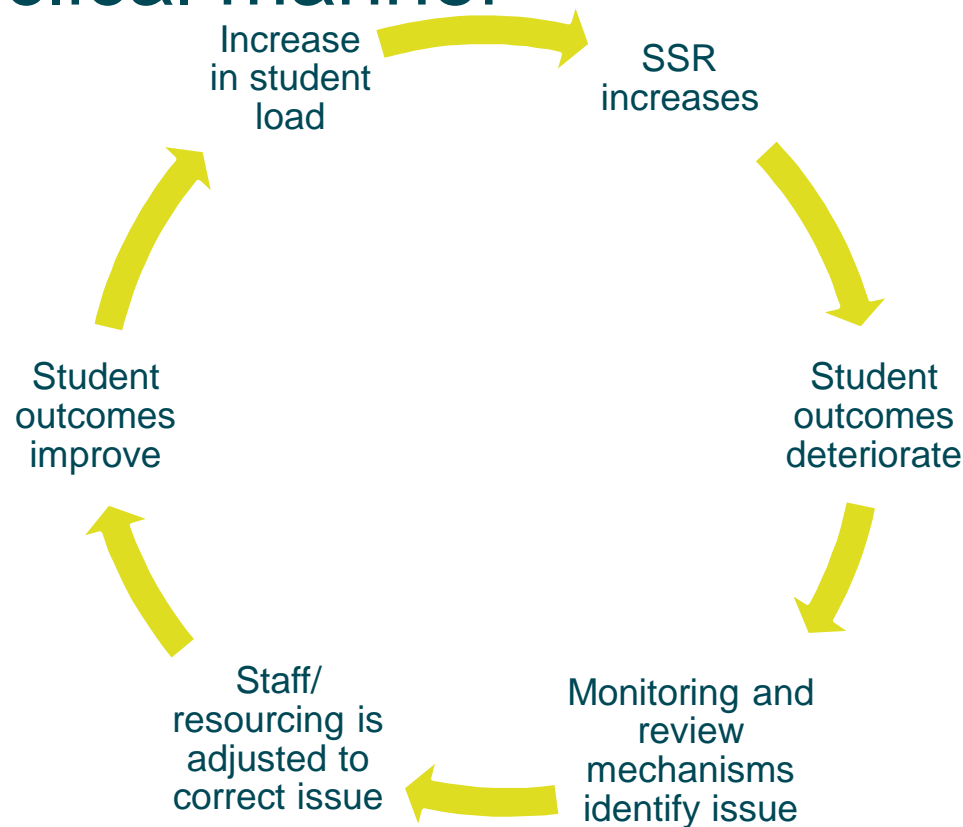 Increase
in student
load
SSR
increases
Student
outcomes
deteriorate
Monitoring and
review
mechanisms
identify issue
Staff/
resourcing is
adjusted to
correct issue
Student
outcomes
improve